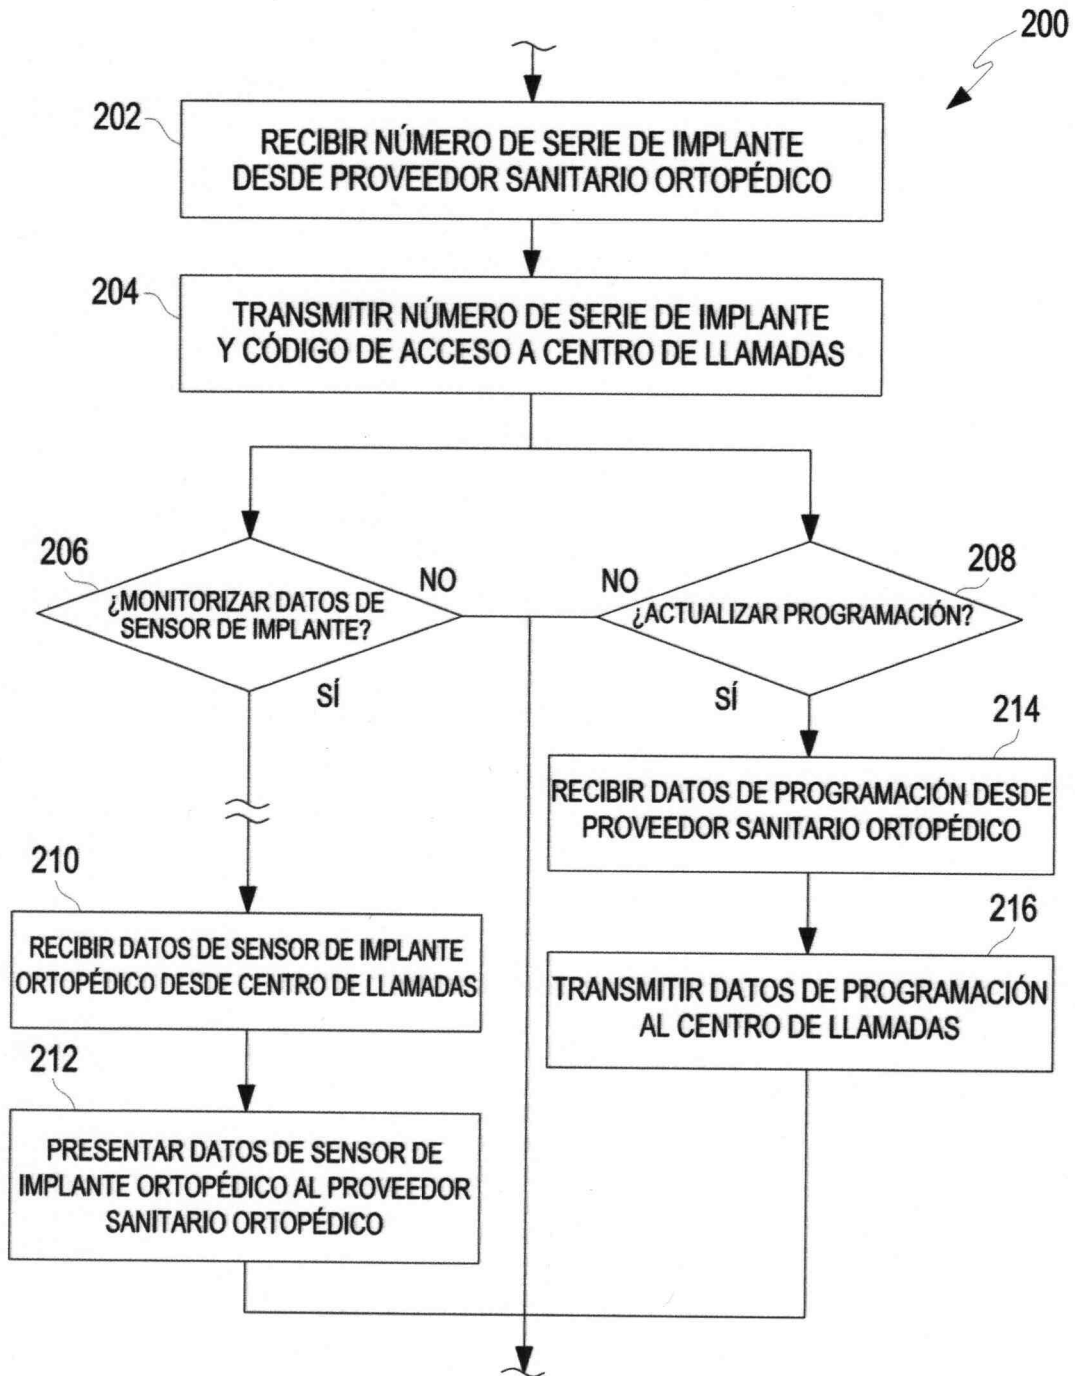 200
202
RECIBIR NÚMERO DE SERIE DE IMPLANTE
DESDE PROVEEDOR SANITARIO ORTOPÉDICO
204
TRANSMITIR NÚMERO DE SERIE DE IMPLANTE
Y CÓDIGO DE ACCESO A CENTRO DE LLAMADAS
206
¿MONITORIZAR DATOS DE
SENSOR DE IMPLANTE?
NO
SÍ
NO
208
¿ACTUALIZAR PROGRAMACIÓN?
SÍ
214
RECIBIR DATOS DE PROGRAMACIÓN DESDE
PROVEEDOR SANITARIO ORTOPÉDICO
210
RECIBIR DATOS DE SENSOR DE IMPLANTE
ORTOPÉDICO DESDE CENTRO DE LLAMADAS
216
TRANSMITIR DATOS DE PROGRAMACIÓN
AL CENTRO DE LLAMADAS
212
PRESENTAR DATOS DE SENSOR DE
IMPLANTE ORTOPÉDICO AL PROVEEDOR
SANITARIO ORTOPÉDICO